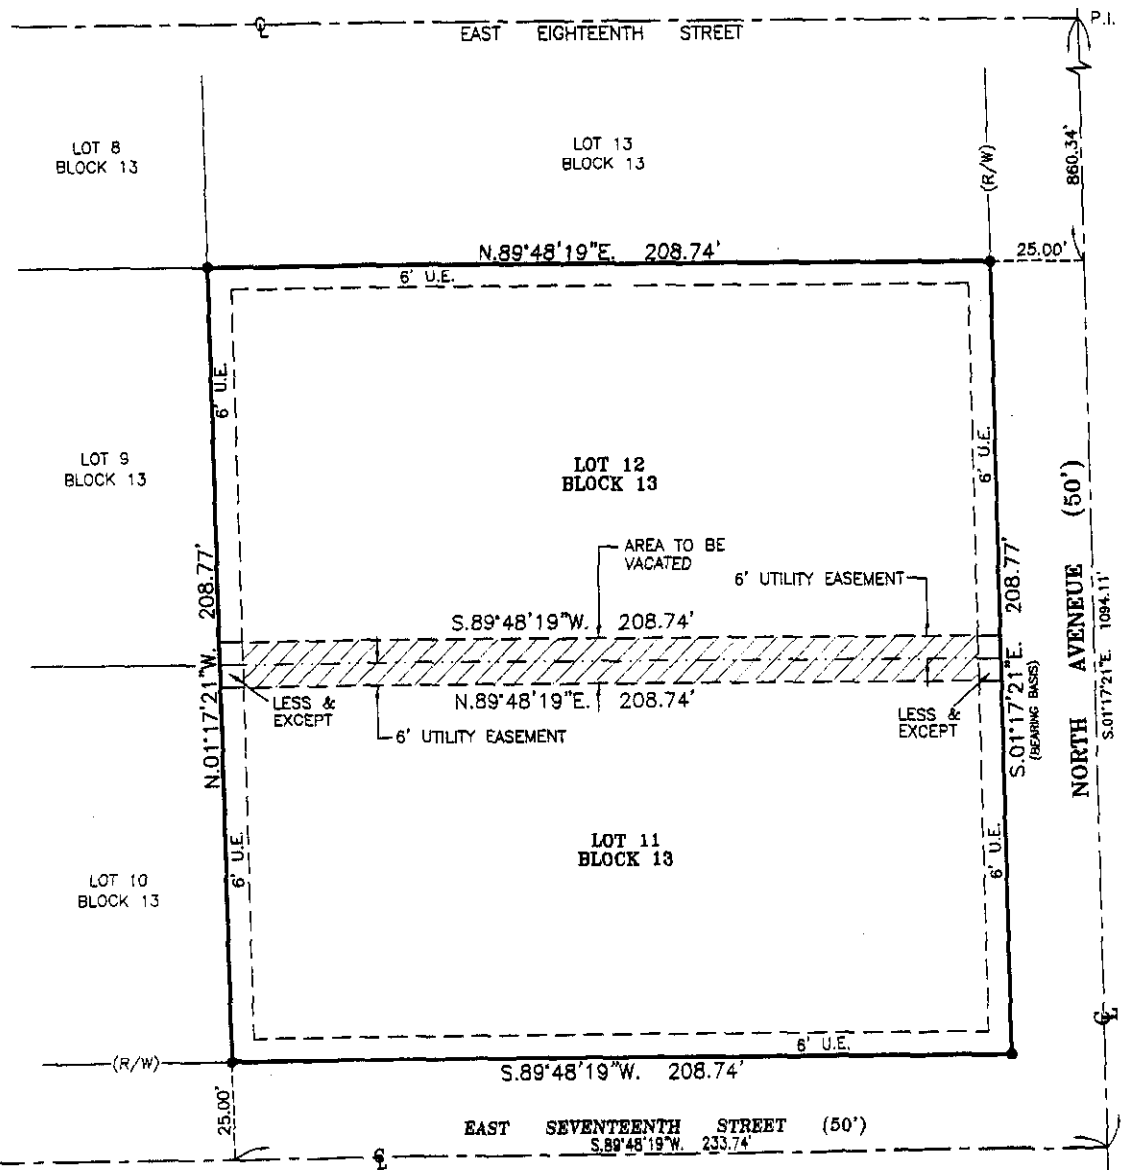 P.I.
EAST EIGHTEENTH STREET
LOT 8
BLOCK 13
LOT 13
BLOCK 13
(R/W)
860.34'
N.89°48'19"E. 208.74'
25.00'
6' U.E.
6' U.E.
6' U.E.
LOT 9
BLOCK 13
LOT 12
BLOCK 13
NORTH AVENEUE (50')
S.01°17'21"E. 1094.11'
AREA TO BE
VACATED
6' UTILITY EASEMENT
N.01°17'21"W. 208.77'
S.01°17'21"E. 208.77'
(BEARING BASIS)
S.89°48'19"W. 208.74'
N.89°48'19"E. 208.74'
LESS &
EXCEPT
LESS &
EXCEPT
6' UTILITY EASEMENT
LOT 11
BLOCK 13
6' U.E.
6' U.E.
LOT 10
BLOCK 13
6' U.E.
(R/W)
S.89°48'19"W. 208.74'
25.00'
EAST SEVENTEENTH STREET (50')
S.89°48'19"W. 233.74'